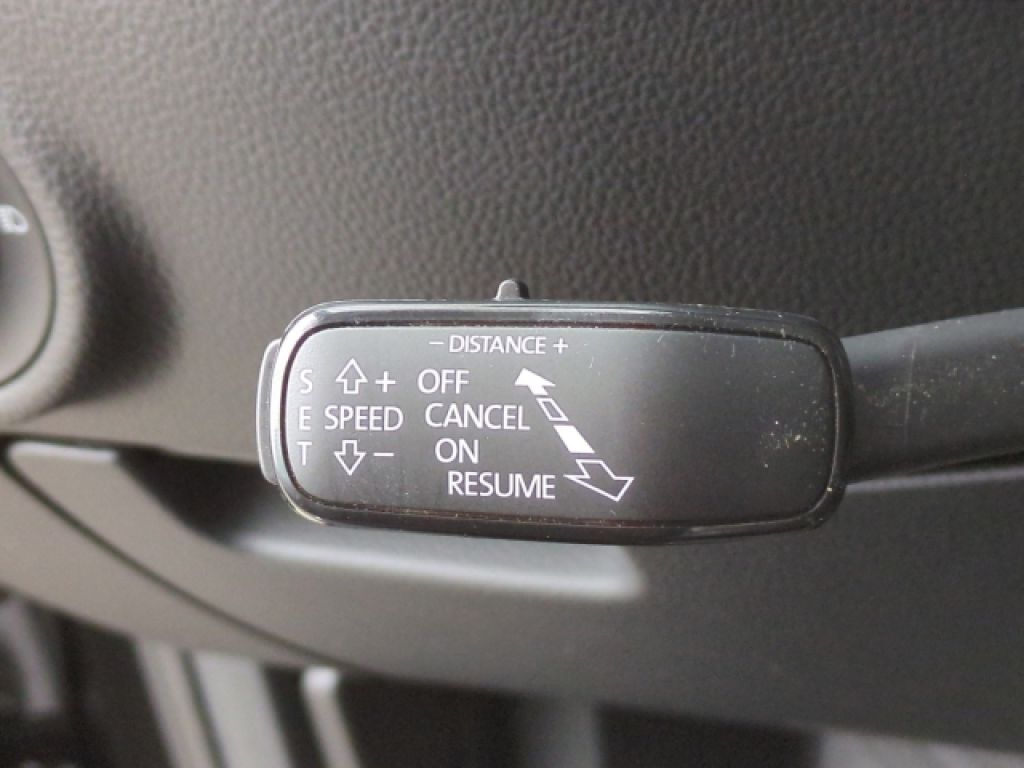 - DISTANCE +
S + OFF
E SPEED CANCEL
T - ON
RESUME